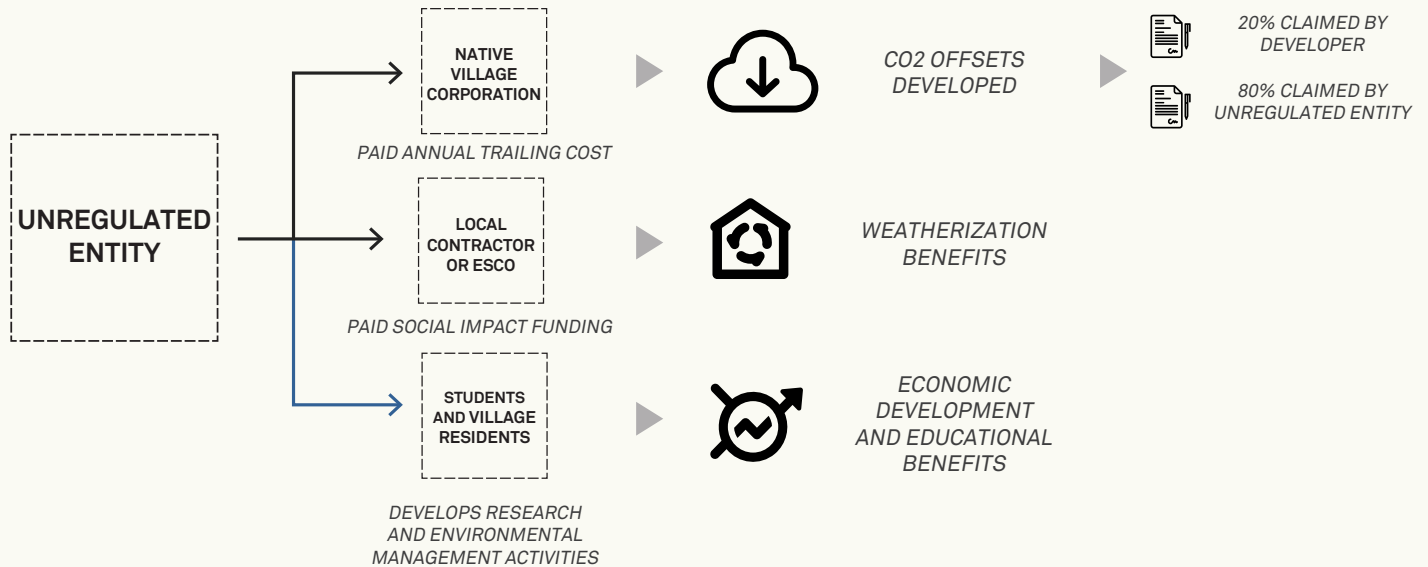 UNREGULATED
ENTITY
NATIVE
VILLAGE
CORPORATION
PAID ANNUAL TRAILING COST
CO2 OFFSETS
DEVELOPED
20% CLAIMED BY
DEVELOPER
80% CLAIMED BY
UNREGULATED ENTITY
LOCAL
CONTRACTOR
OR ESCO
PAID SOCIAL IMPACT FUNDING
WEATHERIZATION
BENEFITS
STUDENTS
AND VILLAGE
RESIDENTS
DEVELOPS RESEARCH
AND ENVIRONMENTAL
MANAGEMENT ACTIVITIES
ECONOMIC
DEVELOPMENT
AND EDUCATIONAL
BENEFITS